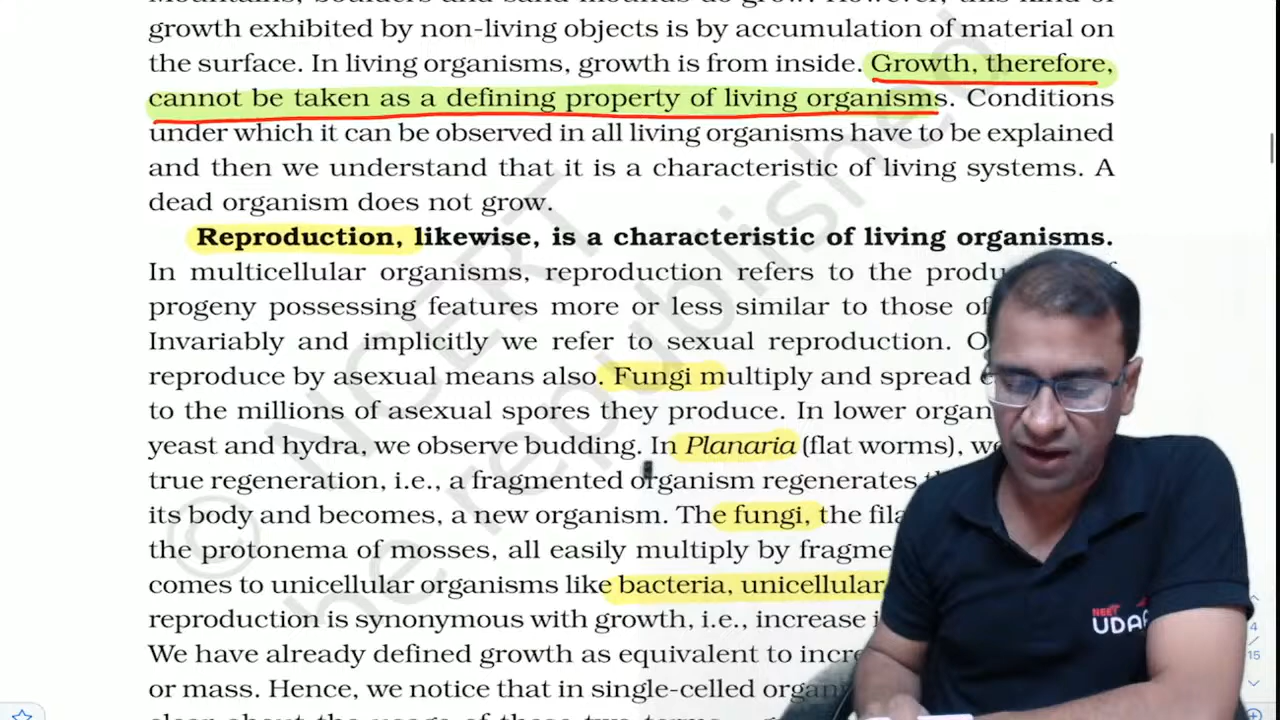 growth exhibited by non-living objects is by accumulation of material on
the surface. In living organisms, growth is from inside. Growth, therefore,
cannot be taken as a defining property of living organisms. Conditions
under which it can be observed in all living organisms have to be explained
and then we understand that it is a characteristic of living systems. A
dead organism does not grow.
Reproduction, likewise, is a characteristic of living organisms.
In multicellular organisms, reproduction refers to the
progeny possessing features more or less similar to those of
Invariably and implicitly we refer to sexual reproduction.
reproduce by asexual means also. Fungi multiply and spread
to the millions of asexual spores they produce. In lower
yeast and hydra, we observe budding. In Planaria (flat worms),
true regeneration, i.e., a fragmented organism regenerates
its body and becomes, a new organism. The fungi, the
the protonema of mosses, all easily multiply by
comes to unicellular organisms like bacteria, unicellular
reproduction is synonymous with growth, i.e., increase
We have already defined growth as equivalent to
or mass. Hence, we notice that in single-celled
© NCERT
be republished
NEET
4
/
15